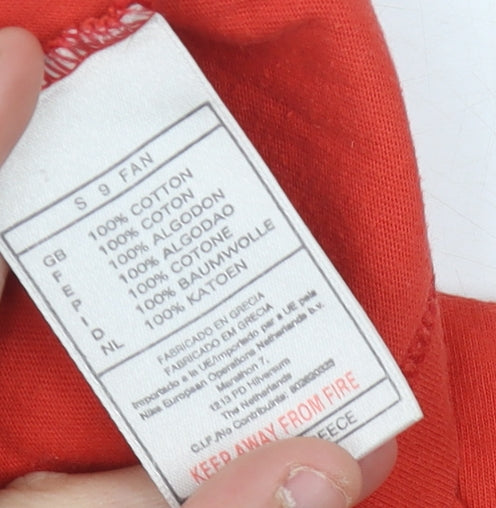 S 9 FAN
GB 100% COTTON
F 100% COTON
E 100% ALGODON
P 100% ALGODAO
I 100% COTONE
D 100% BAUMWOLLE
NL 100% KATOEN
FABRICADO EN GRECIA
FABRICADO EM GRECIA
Importado a la UE/Importado per a UE pela
Nike European Operations Netherlands b.v.
Marathon 7,
1213 PD Hilversum
The Netherlands
C.I.F./No Contribuinte:
KEEP AWAY FROM FIRE